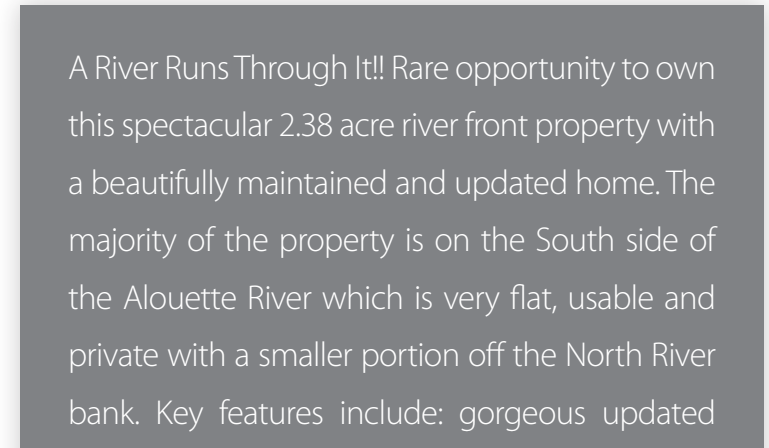 A River Runs Through It!! Rare opportunity to own
this spectacular 2.38 acre river front property with
a beautifully maintained and updated home. The
majority of the property is on the South side of
the Alouette River which is very flat, usable and
private with a smaller portion off the North River
bank. Key features include: gorgeous updated